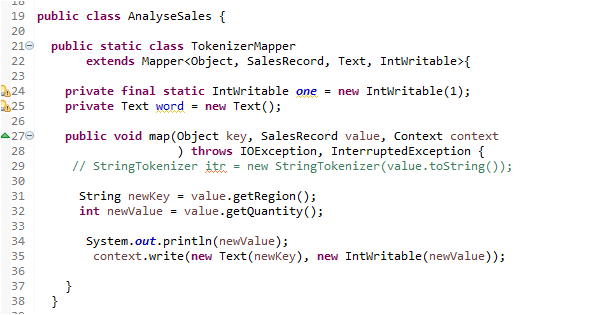 18
19 public class AnalyseSales {
20
21 public static class TokenizerMapper
22 extends Mapper<Object, SalesRecord, Text, IntWritable>{
23
24 private final static IntWritable one = new IntWritable(1);
25 private Text word = new Text();
26
27 public void map(Object key, SalesRecord value, Context context
28 ) throws IOException, InterruptedException {
29 // StringTokenizer itr = new StringTokenizer(value.toString());
30
31 String newKey = value.getRegion();
32 int newValue = value.getQuantity();
33
34 System.out.println(newValue);
35 context.write(new Text(newKey), new IntWritable(newValue));
36
37 }
38 }